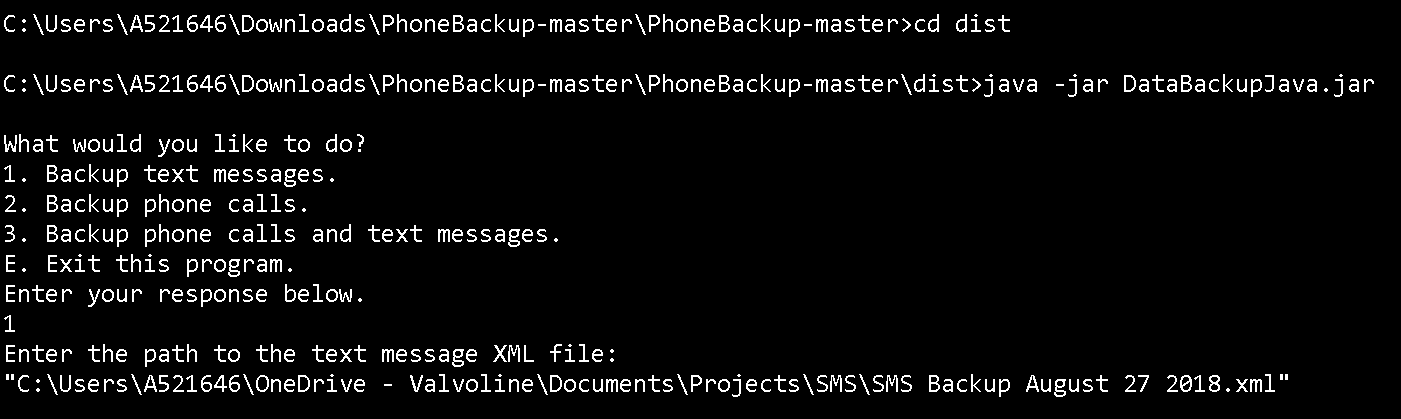 C:\Users\A521646\Downloads\PhoneBackup-master\PhoneBackup-master>cd dist
C:\Users\A521646\Downloads\PhoneBackup-master\PhoneBackup-master\dist>java -jar DataBackupJava.jar
What would you like to do?
1. Backup text messages.
2. Backup phone calls.
3. Backup phone calls and text messages.
E. Exit this program.
Enter your response below.
1
Enter the path to the text message XML file:
"C:\Users\A521646\OneDrive - Valvoline\Documents\Projects\SMS\SMS Backup August 27 2018.xml"